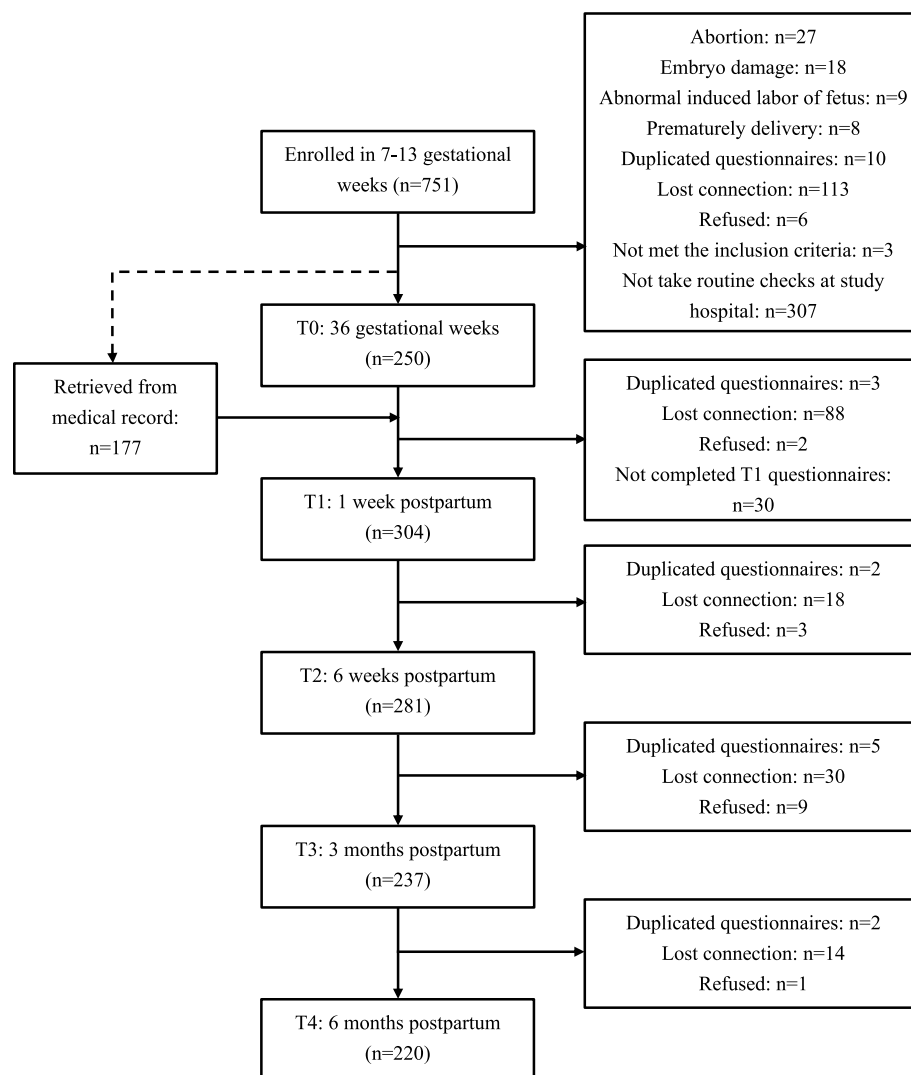 Abortion: n=27
Embryo damage: n=18
Abnormal induced labor of fetus: n=9
Prematurely delivery: n=8
Duplicated questionnaires: n=10
Lost connection: n=113
Refused: n=6
Not met the inclusion criteria: n=3
Not take routine checks at study
hospital: n=307
Enrolled in 7-13 gestational
weeks (n=751)
T0: 36 gestational weeks
(n=250)
Retrieved from
medical record:
n=177
Duplicated questionnaires: n=3
Lost connection: n=88
Refused: n=2
Not completed T1 questionnaires:
n=30
T1: 1 week postpartum
(n=304)
Duplicated questionnaires: n=2
Lost connection: n=18
Refused: n=3
T2: 6 weeks postpartum
(n=281)
Duplicated questionnaires: n=5
Lost connection: n=30
Refused: n=9
T3: 3 months postpartum
(n=237)
Duplicated questionnaires: n=2
Lost connection: n=14
Refused: n=1
T4: 6 months postpartum
(n=220)